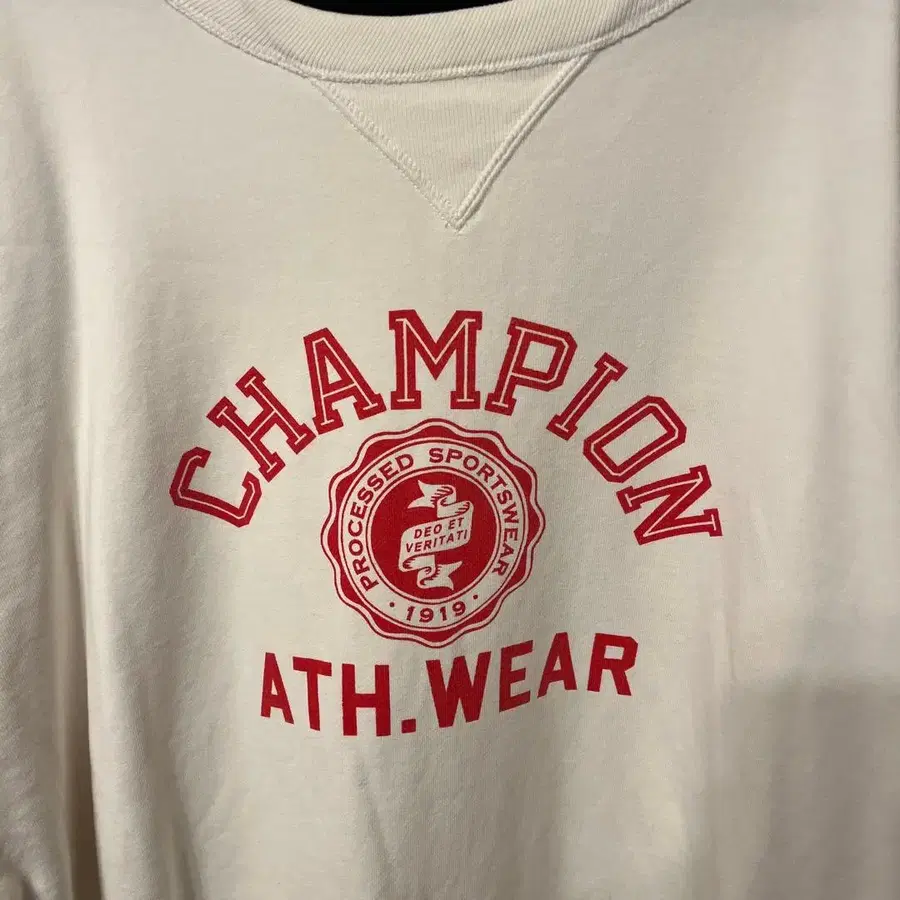 CHAMPION
PROCESSED SPORTSWEAR
DEO ET
VERITATI
· 1919 ·
ATH.WEAR